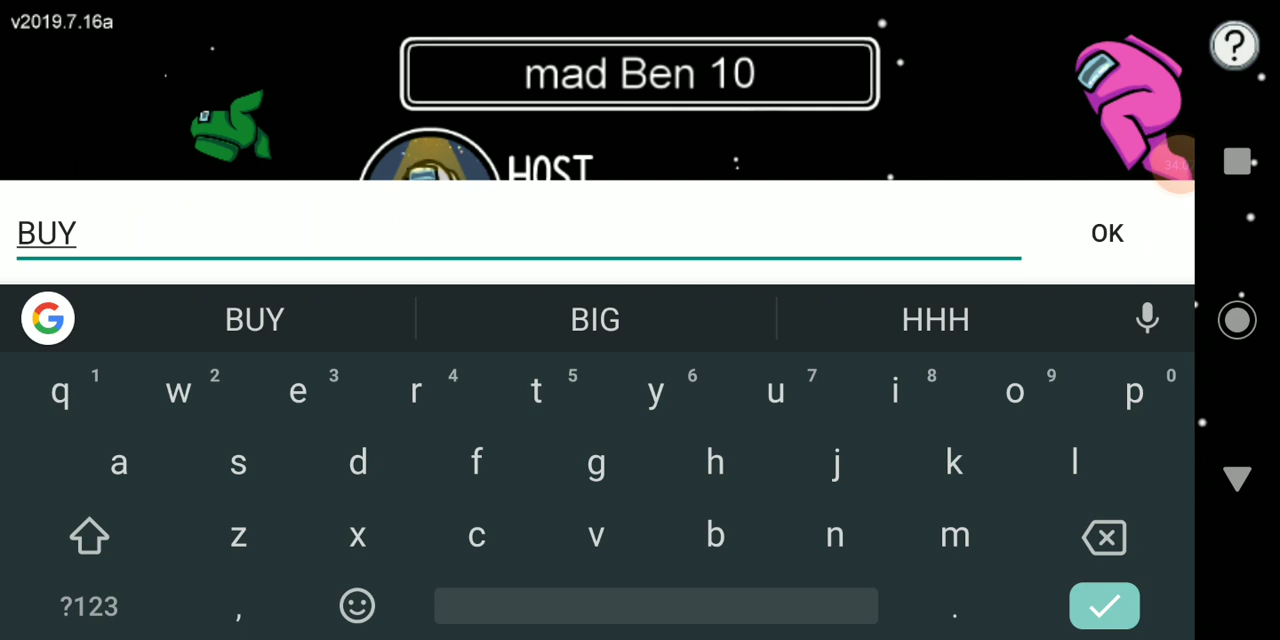 v2019.7.16a
mad Ben 10
?
HOST
BUY
OK
G BUY BIG HHH
q 1 w 2 e 3 r 4 t 5 y 6 u 7 i 8 o 9 p 0
a s d f g h j k l
z x c v b n m
?123 , .